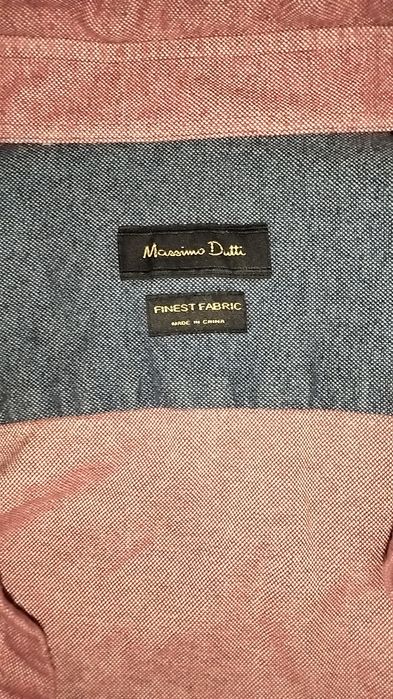 Massimo Dutti
FINEST FABRIC
MADE IN CHINA